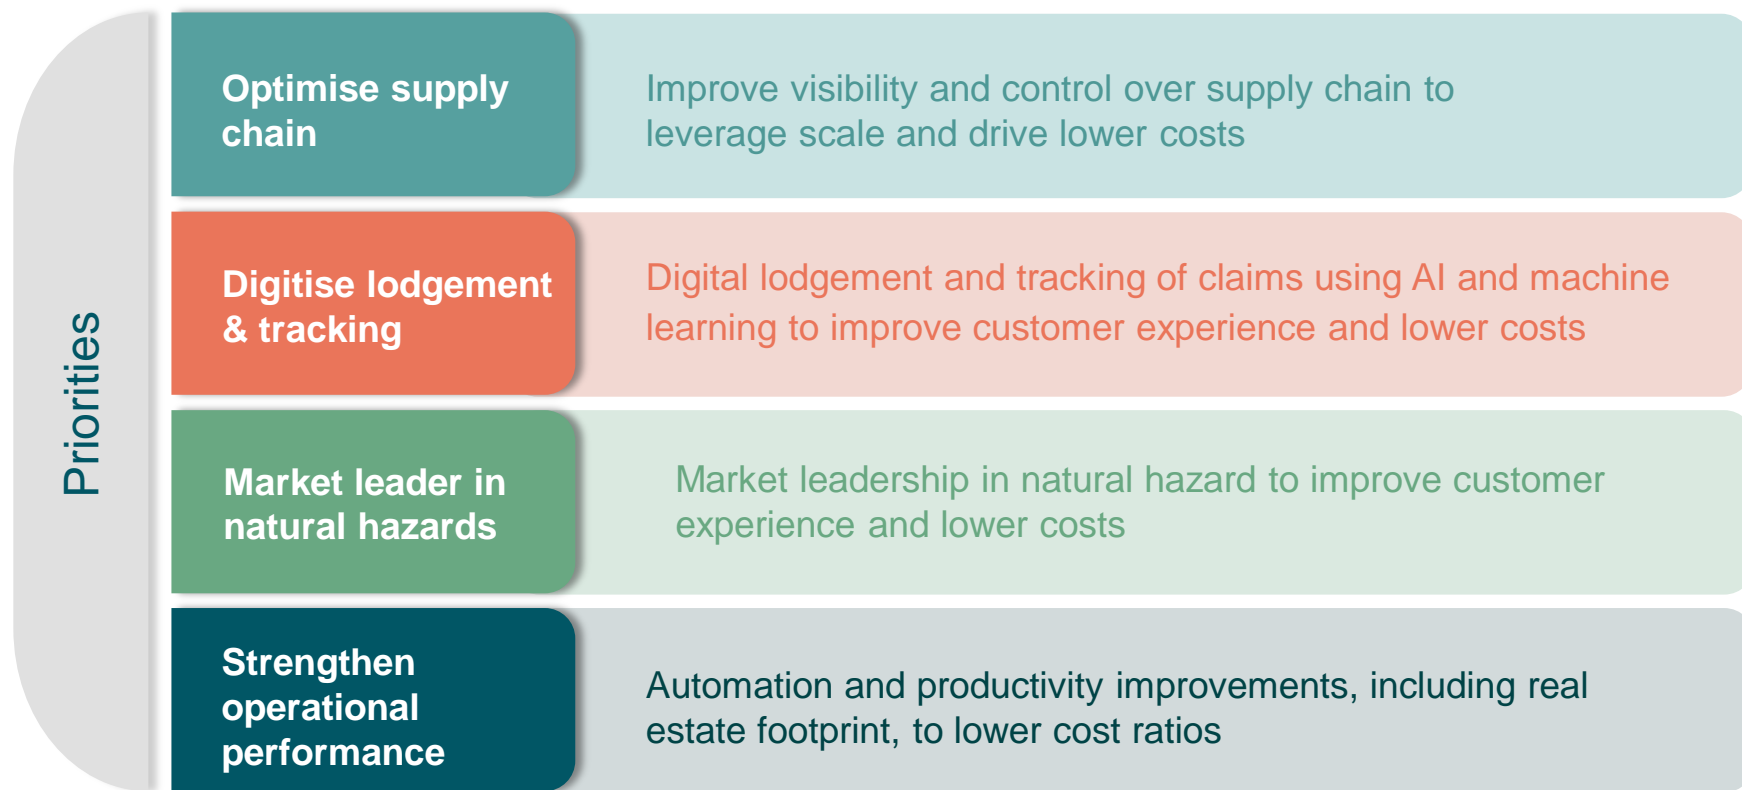 Priorities
Optimise supply
chain
Improve visibility and control over supply chain to
leverage scale and drive lower costs
Digitise lodgement
& tracking
Digital lodgement and tracking of claims using AI and machine
learning to improve customer experience and lower costs
Market leader in
natural hazards
Market leadership in natural hazard to improve customer
experience and lower costs
Strengthen
operational
performance
Automation and productivity improvements, including real
estate footprint, to lower cost ratios